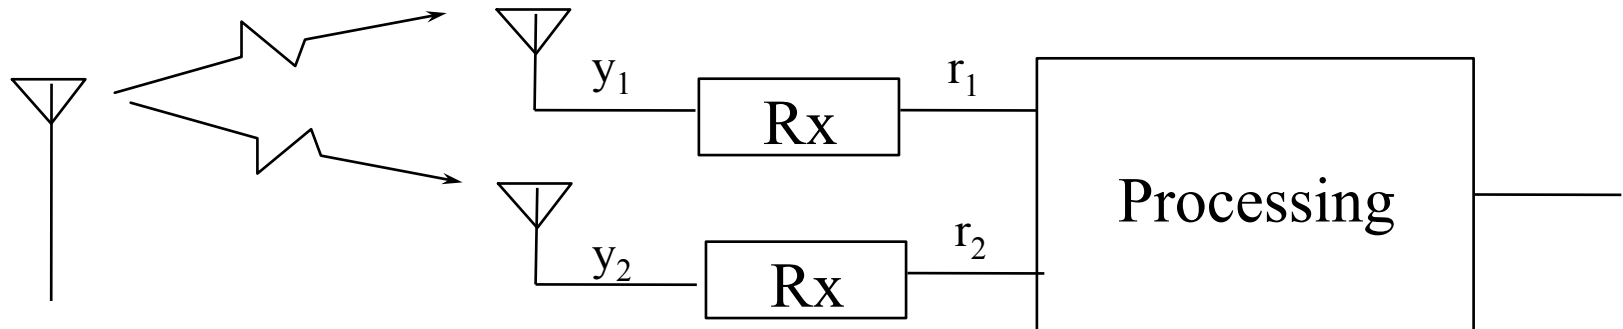 y₁
Rx
r₁
Processing
y₂
Rx
r₂